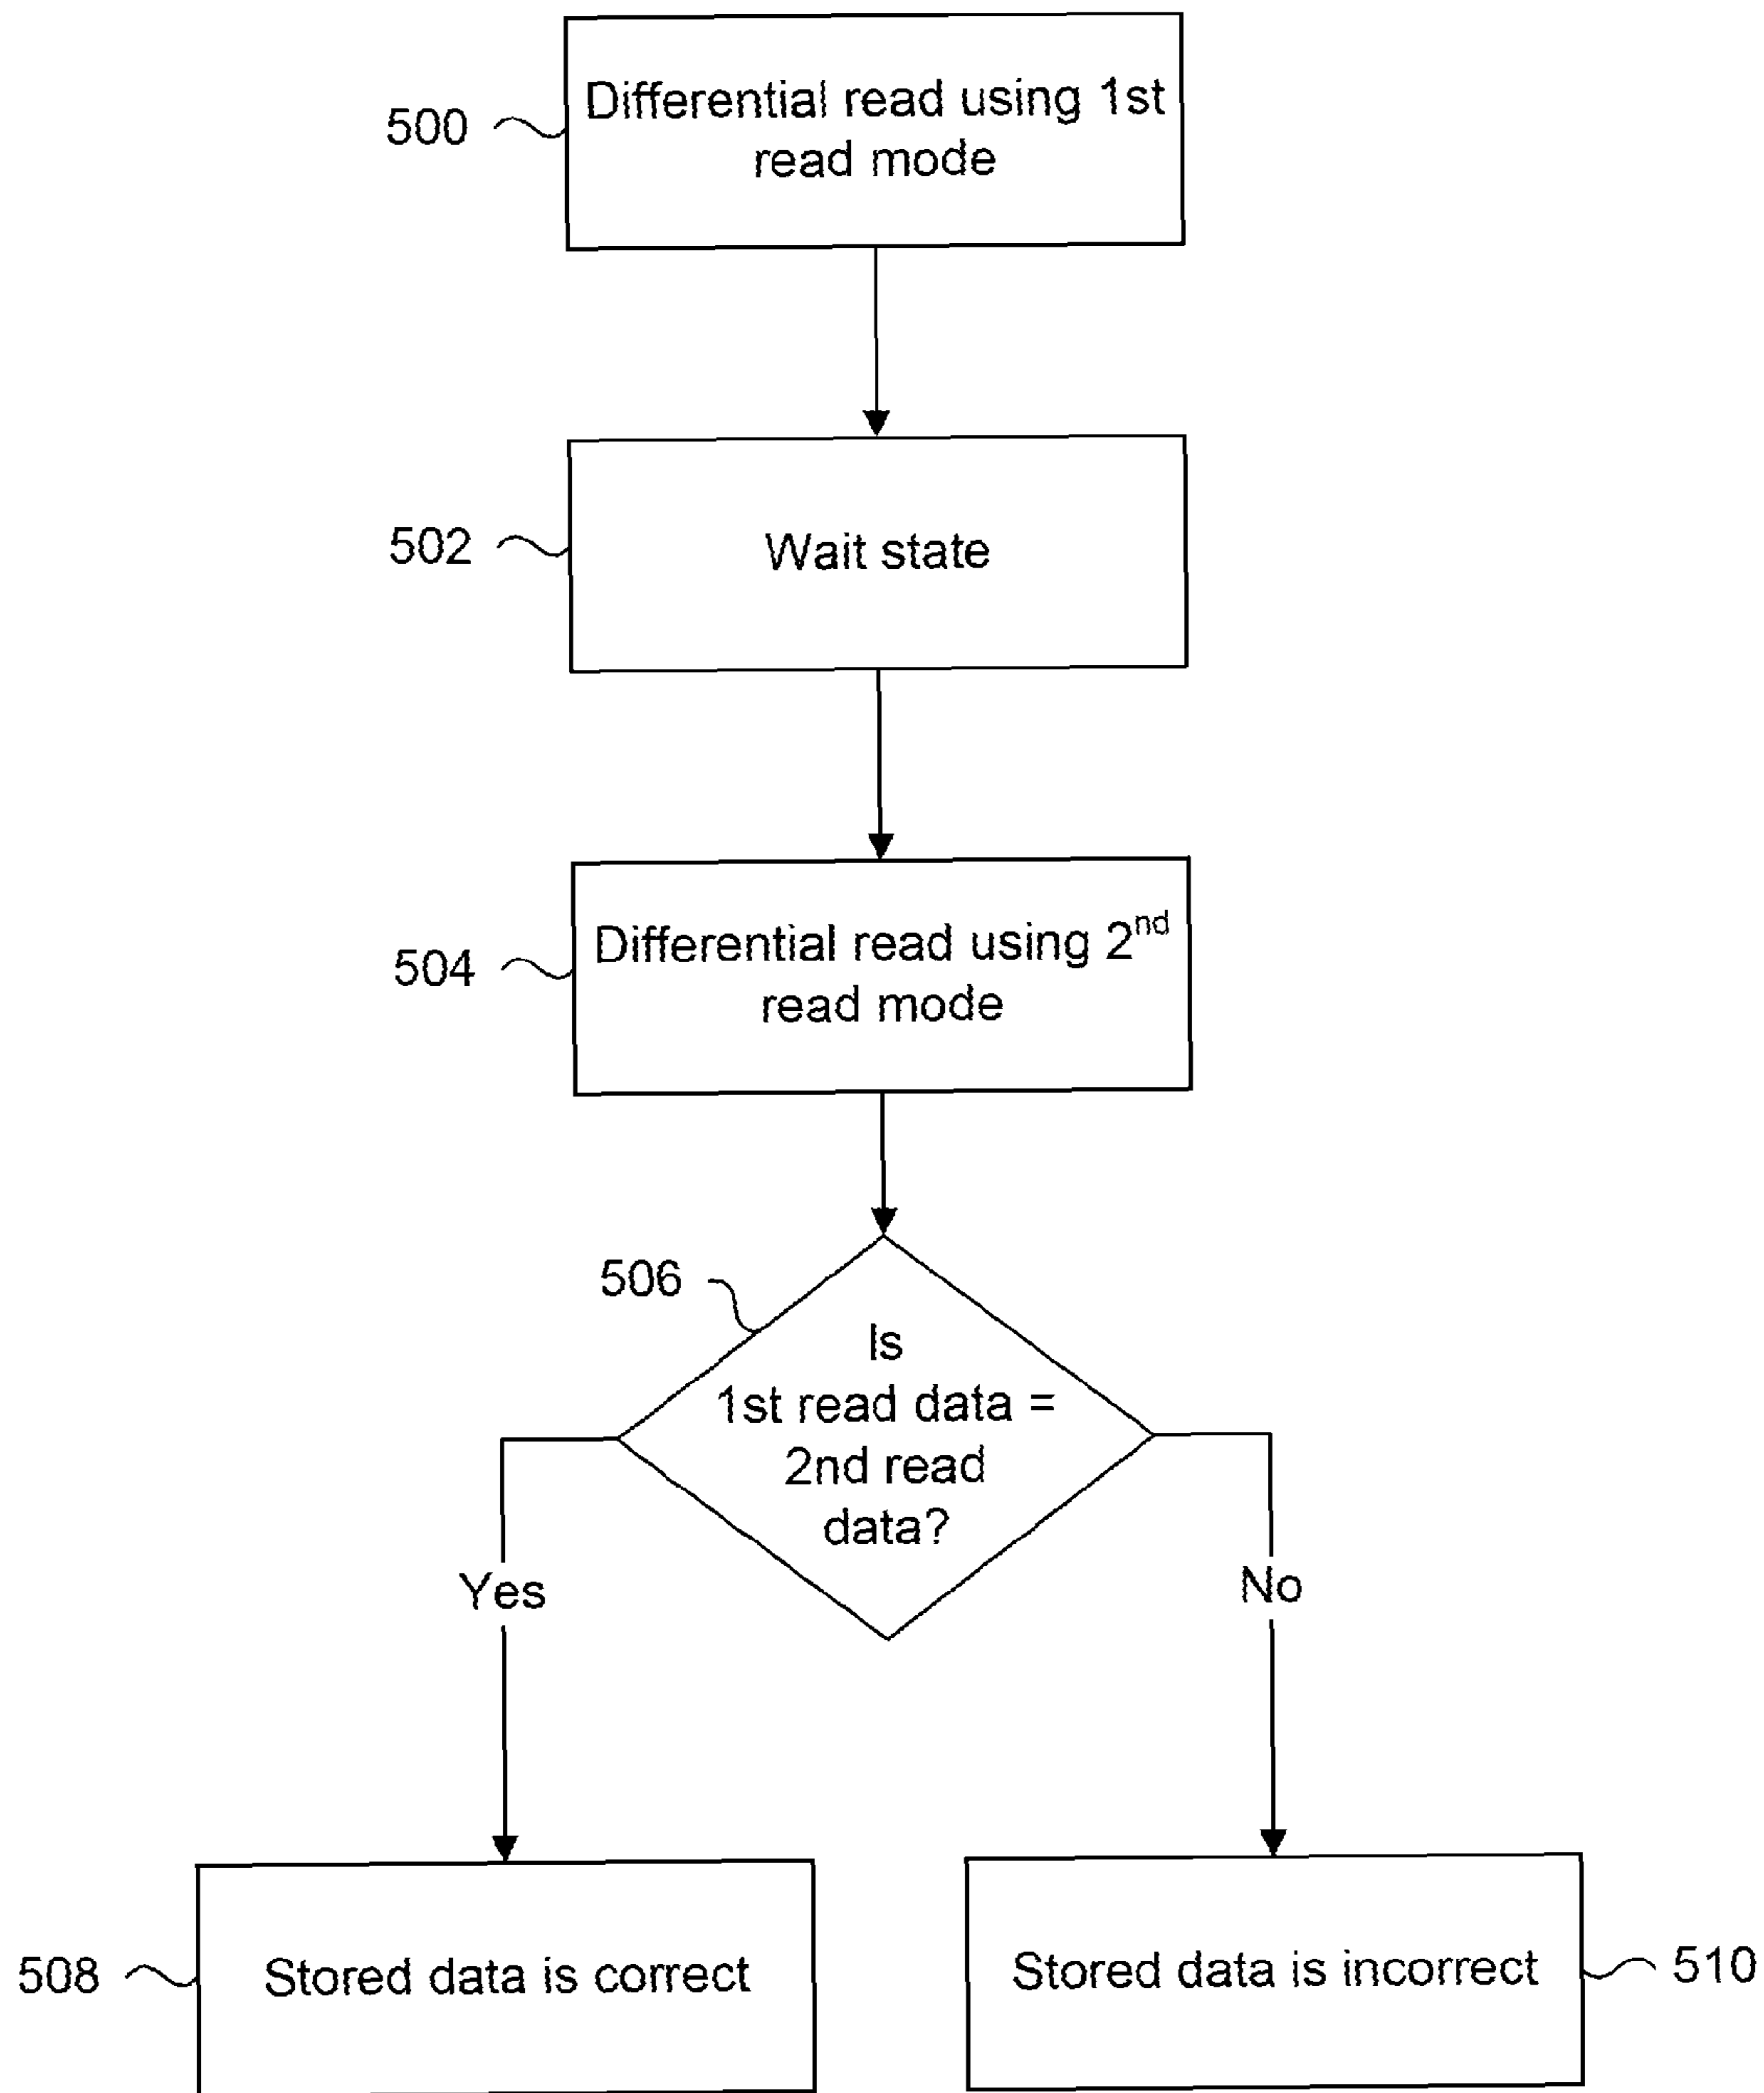 500
Differential read using 1st
read mode
502
Wait state
504
Differential read using 2nd
read mode
506
Is
1st read data =
2nd read
data?
Yes
No
508
Stored data is correct
Stored data is incorrect
510